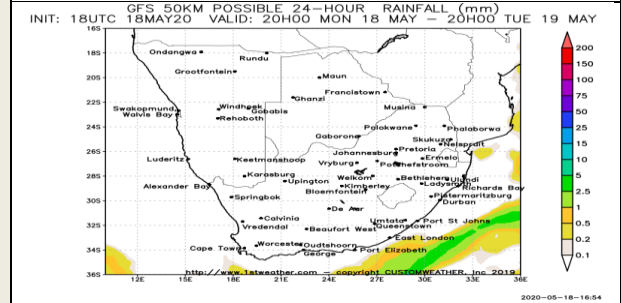 GFS 50KM POSSIBLE 24-HOUR RAINFALL (mm)
INIT: 18UTC 18MAY20 VALID: 20H00 MON 18 MAY – 20H00 TUE 19 MAY
16S
Ondangwa
Rundu
18S
Grootfontein
Maun
20S
Francistown
Ghanzi
Musina
22S
Swakopmund
Windhoek
Gobabis
Walvis Bay
Rehoboth
Polokwane
Phalaborwa
24S
Gaborone
Skukuza
Nelspruit
Pretoria
Johannesburg
26S
Luderitz
Keetmanshoop
Vryburg
Potchefstroom
Ermelo
Karasburg
Upington
Welkom
Bethlehem
Ulundi
28S
Alexander Bay
Kimberley
Ladysmith
Richards Bay
Bloemfontein
Springbok
Pietermaritzburg
Durban
30S
De Aar
Calvinia
Umtata
Port St Johns
Vredendal
Beaufort West
Queenstown
32S
East London
Cape Town
Worcester
Oudtshoorn
Port Elizabeth
34S
George
36S
http://www.1stweather.com – copyright CUSTOMWEATHER, Inc 2019
12E 15E 18E 21E 24E 27E 30E 33E 36E
200
150
100
75
50
25
15
10
5
2.5
1
0.5
0.2
0.1
2020-05-18-16:54